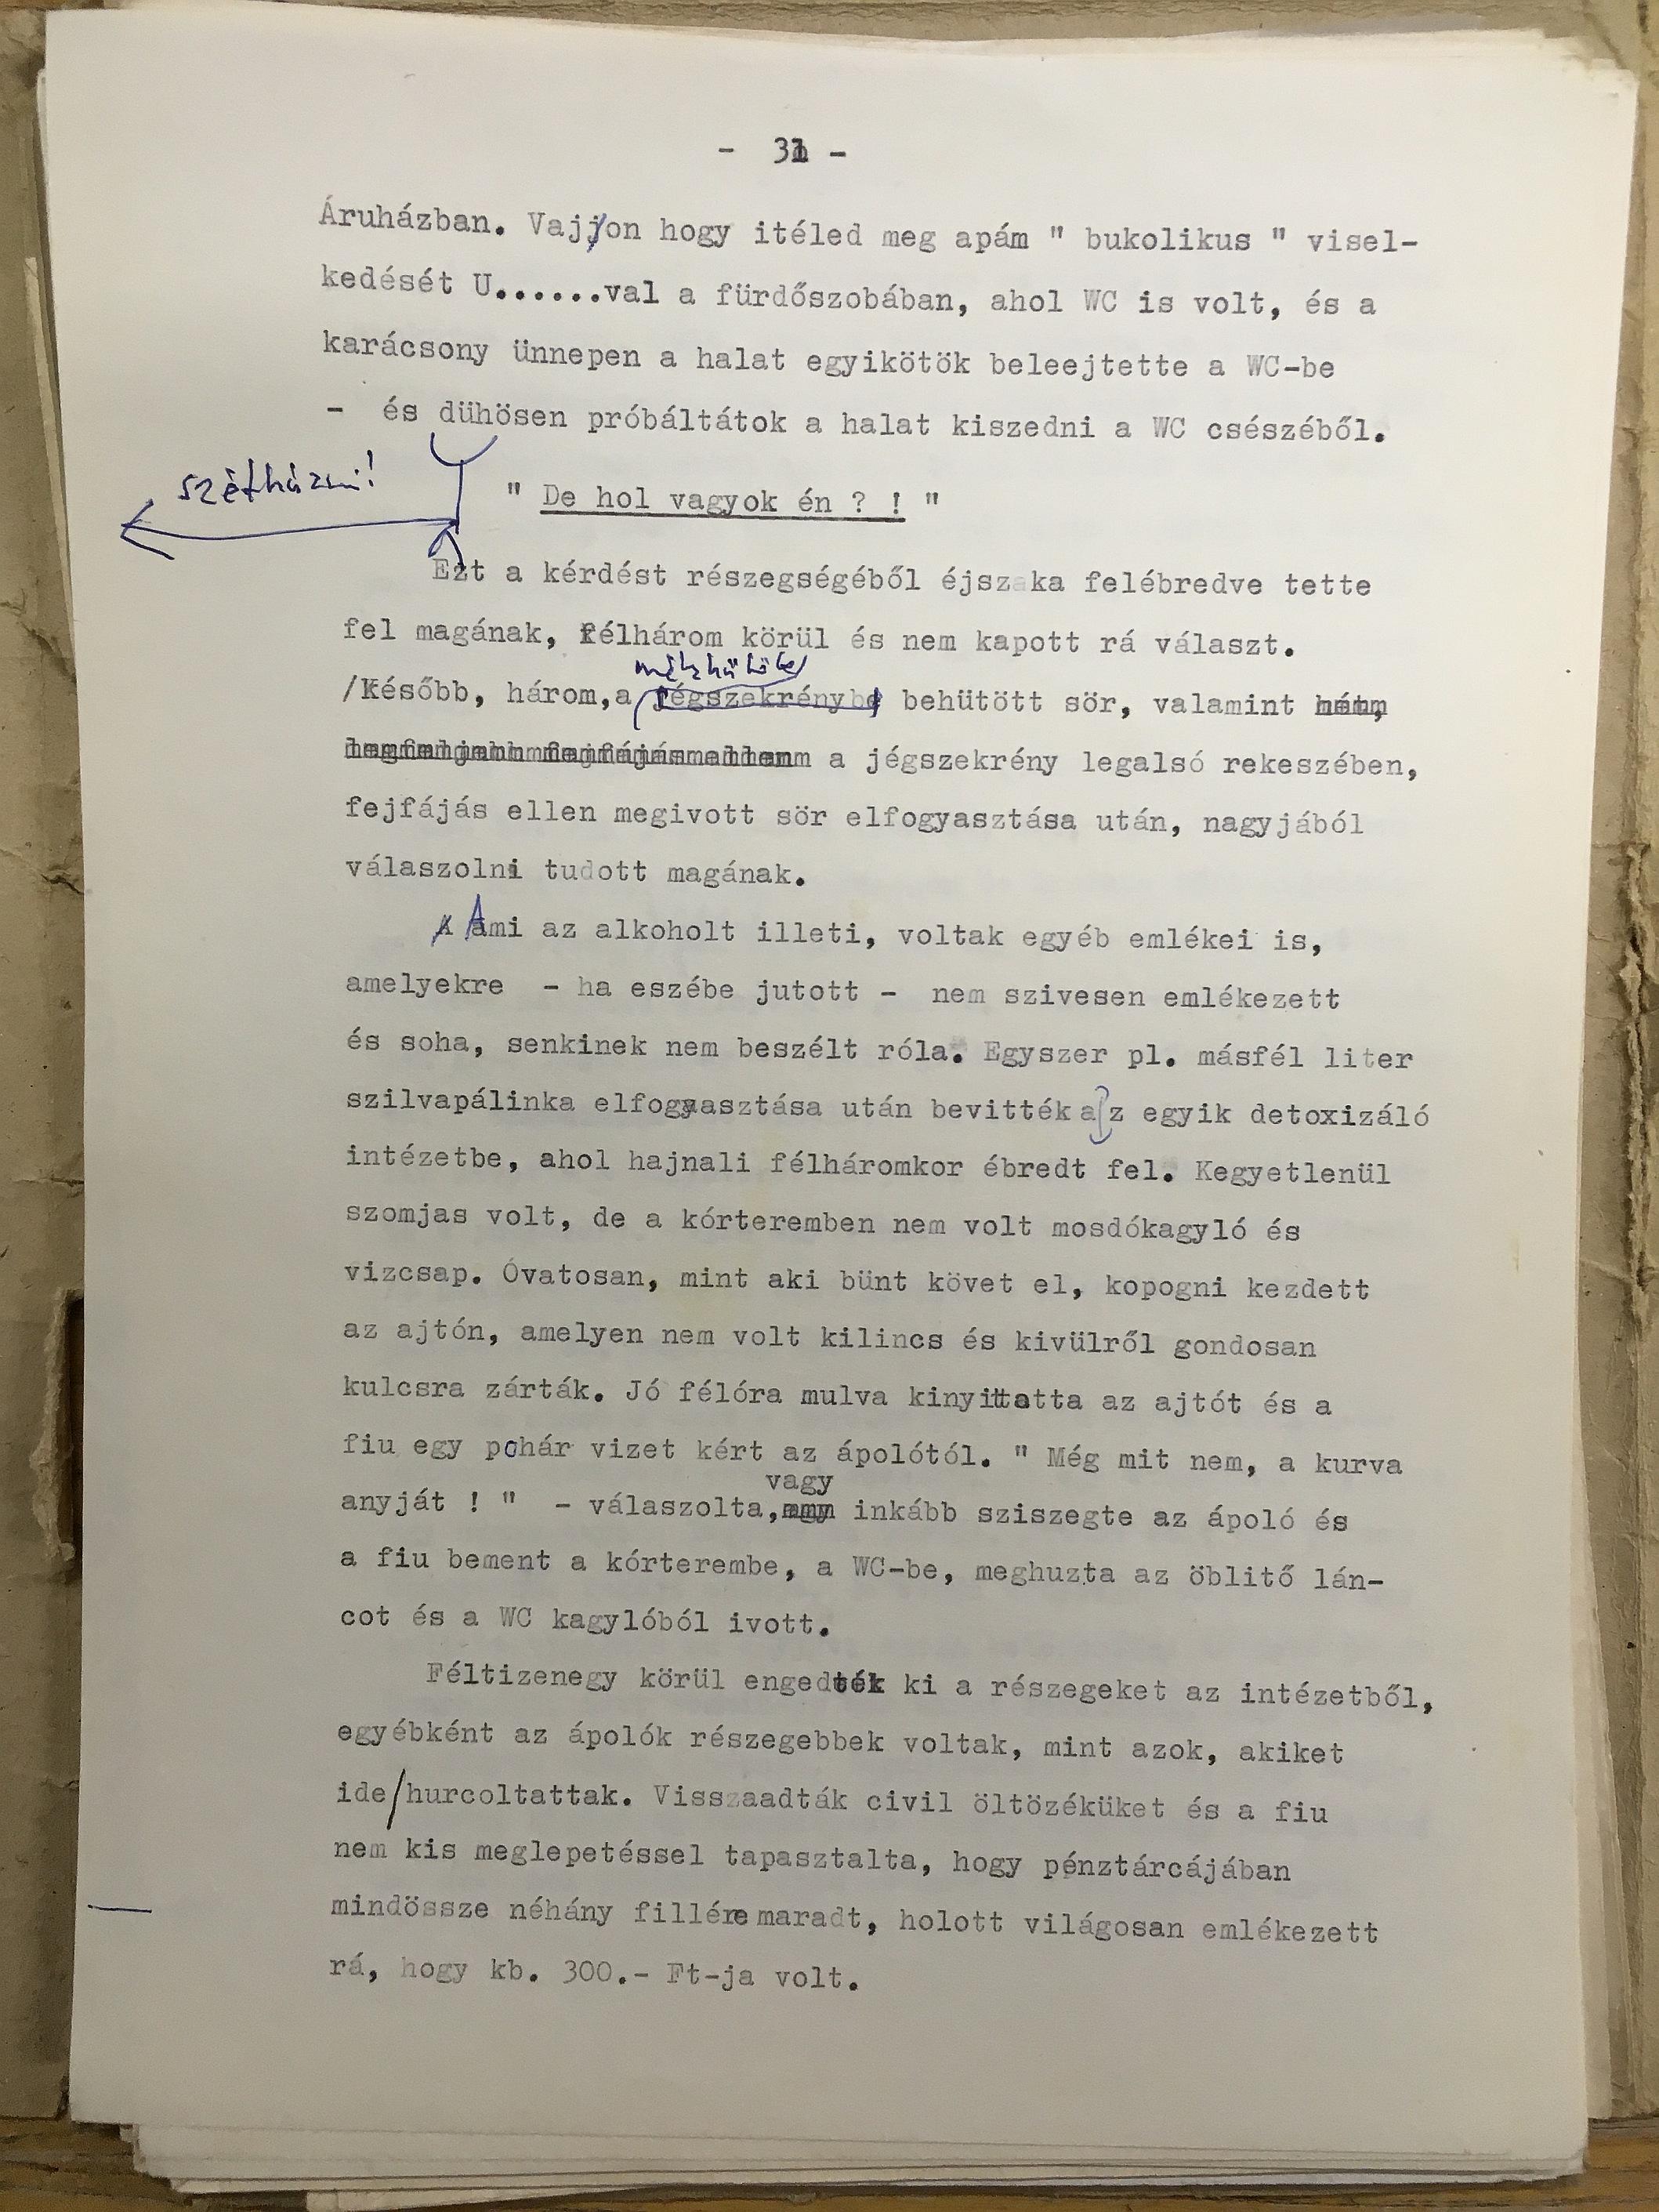 - 31 -
Áruházban. Vajjon hogy itéled meg apám " bukolikus " visel-
kedését U......val a fürdőszobában, ahol WC is volt, és a
karácsony ünnepen a halat egyikötök beleejtette a WC-be
- és dühösen próbáltátok a halat kiszedni a WC csészéből.
széthúzni!
" De hol vagyok én ? ! "
Ezt a kérdést részegségéből éjszaka felébredve tette
fel magának, félhárom körül és nem kapott rá választ.
/Később, három, a jégszekrénybe behütött sör, valamint
a jégszekrény legalsó rekeszében,
fejfájás ellen megivott sör elfogyasztása után, nagyjából
válaszolni tudott magának.
Ami az alkoholt illeti, voltak egyéb emlékei is,
amelyekre - ha eszébe jutott - nem szivesen emlékezett
és soha, senkinek nem beszélt róla. Egyszer pl. másfél liter
szilvapálinka elfogyasztása után bevitték az egyik detoxizáló
intézetbe, ahol hajnali félháromkor ébredt fel. Kegyetlenül
szomjas volt, de a kórteremben nem volt mosdókagyló és
vizcsap. Óvatosan, mint aki bünt követ el, kopogni kezdett
az ajtón, amelyen nem volt kilincs és kivülről gondosan
kulcsra zárták. Jó félóra mulva kinyittatta az ajtót és a
fiu egy pohár vizet kért az ápolótól. " Még mit nem, a kurva
anyját ! " - válaszolta, vagy inkább sziszegte az ápoló és
a fiu bement a kórterembe, a WC-be, meghuzta az öblitő lán-
cot és a WC kagylóból ivott.
Féltizenegy körül engedték ki a részegeket az intézetből,
egyébként az ápolók részegebbek voltak, mint azok, akiket
ide/hurcoltattak. Visszaadták civil öltözéküket és a fiu
nem kis meglepetéssel tapasztalta, hogy pénztárcájában
mindössze néhány fillére maradt, holott világosan emlékezett
rá, hogy kb. 300.- Ft-ja volt.